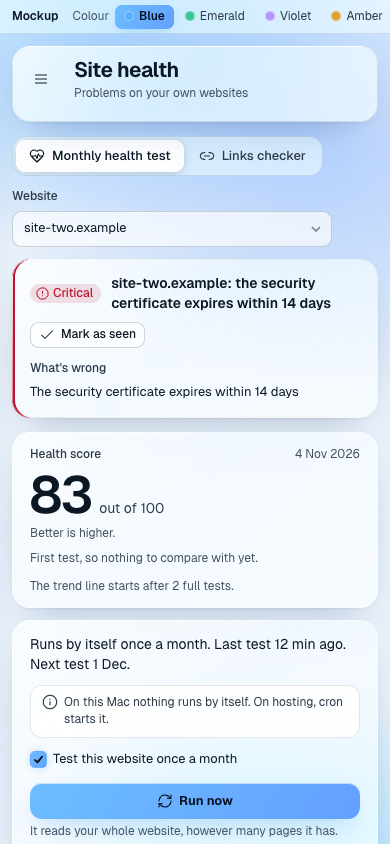 Mockup Colour Blue Emerald Violet Amber
Site health
Problems on your own websites
Monthly health test Links checker
Website
site-two.example
Critical
site-two.example: the security
certificate expires within 14 days
Mark as seen
What's wrong
The security certificate expires within 14 days
Health score 4 Nov 2026
83 out of 100
Better is higher.
First test, so nothing to compare with yet.
The trend line starts after 2 full tests.
Runs by itself once a month. Last test 12 min ago.
Next test 1 Dec.
On this Mac nothing runs by itself. On hosting, cron
starts it.
Test this website once a month
Run now
It reads your whole website, however many pages it has.